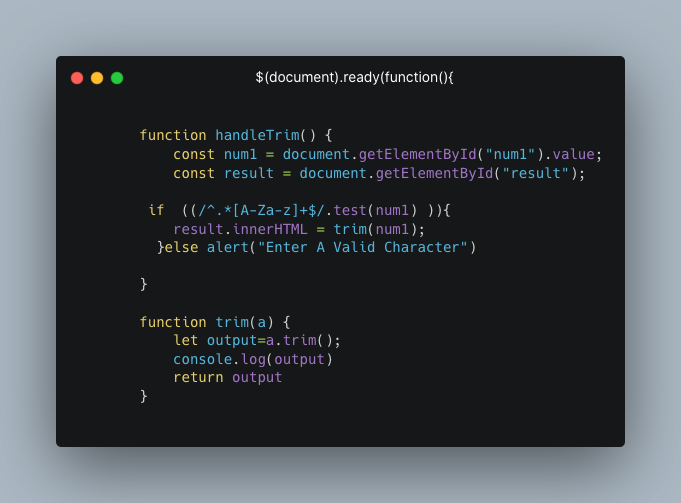 $(document).ready(function(){
function handleTrim() {
const num1 = document.getElementById("num1").value;
const result = document.getElementById("result");
if ((/^.*[A-Za-z]+$/.test(num1) )){
result.innerHTML = trim(num1);
}else alert("Enter A Valid Character")
}
function trim(a) {
let output=a.trim();
console.log(output)
return output
}